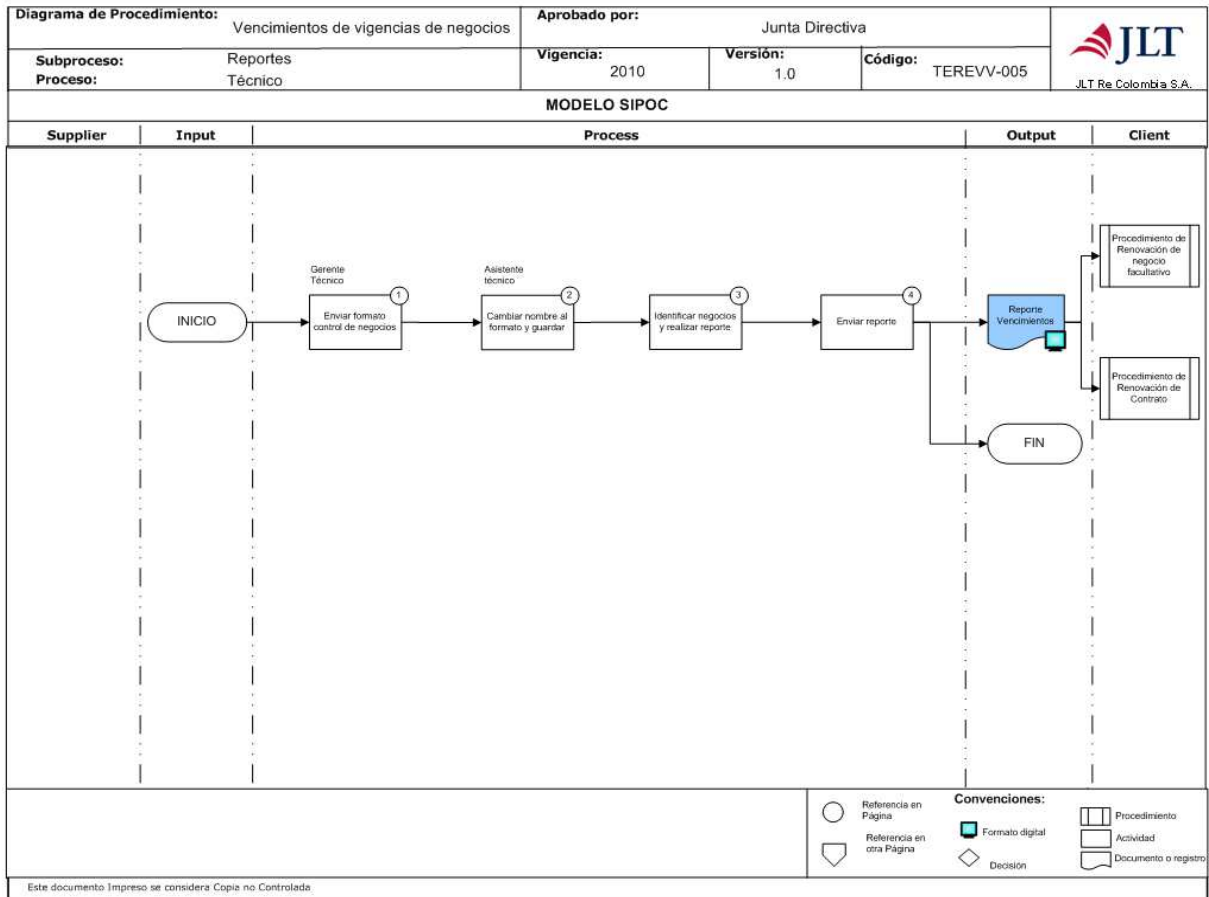 Diagrama de Procedimiento:
Vencimientos de vigencias de negocios
Aprobado por:
Junta Directiva
JLT
JLT Re Colombia S.A.
Subproceso:
Reportes
Proceso:
Técnico
Vigencia:
2010
Versión:
1.0
Código:
TEREVV-005
MODELO SIPOC
Supplier
Input
Process
Output
Client
INICIO
Gerente
Técnico
1
Enviar formato
control de negocios
Asistente
técnico
2
Cambiar nombre al
formato y guardar
3
Identificar negocios
y realizar reporte
4
Enviar reporte
Reporte
Vencimientos
FIN
Procedimiento de
Renovación de
negocio
facultativo
Procedimiento de
Renovación de
Contrato
Convenciones:
Referencia en
Página
Referencia en
otra Página
Formato digital
Decisión
Procedimiento
Actividad
Documento o registro
Este documento Impreso se considera Copia no Controlada